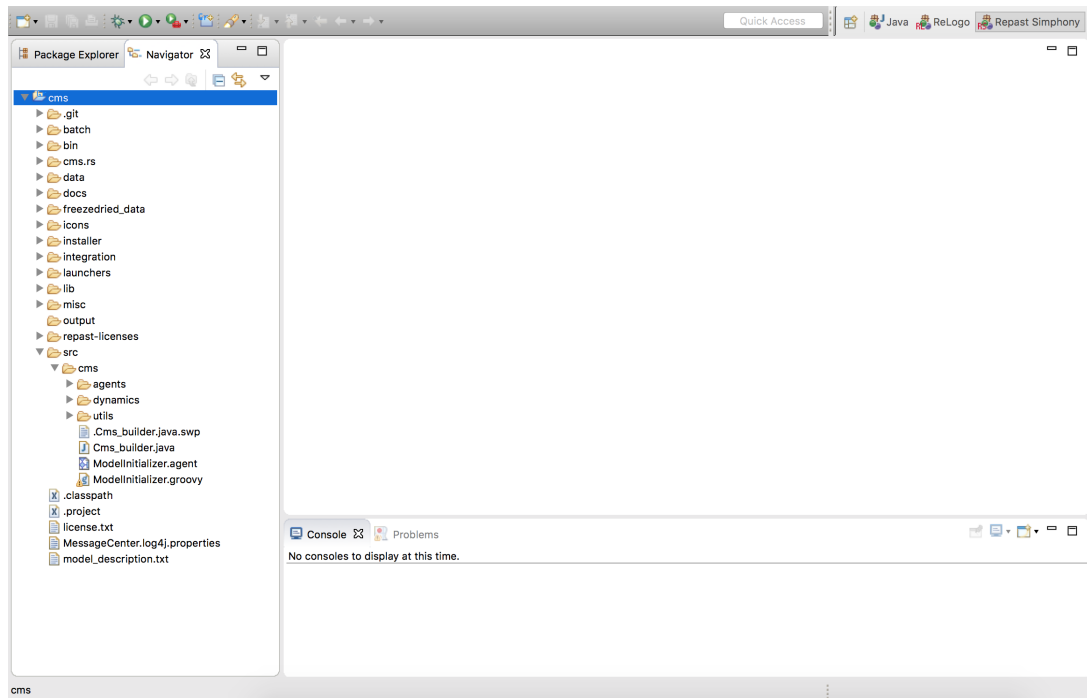 Quick Access
Java
ReLogo
Repast Simphony
Package Explorer
Navigator
cms
.git
batch
bin
cms.rs
data
docs
freezedried_data
icons
installer
integration
launchers
lib
misc
output
repast-licenses
src
cms
agents
dynamics
utils
.Cms_builder.java.swp
Cms_builder.java
ModelInitializer.agent
ModelInitializer.groovy
.classpath
.project
license.txt
MessageCenter.log4j.properties
model_description.txt
Console
Problems
No consoles to display at this time.
cms